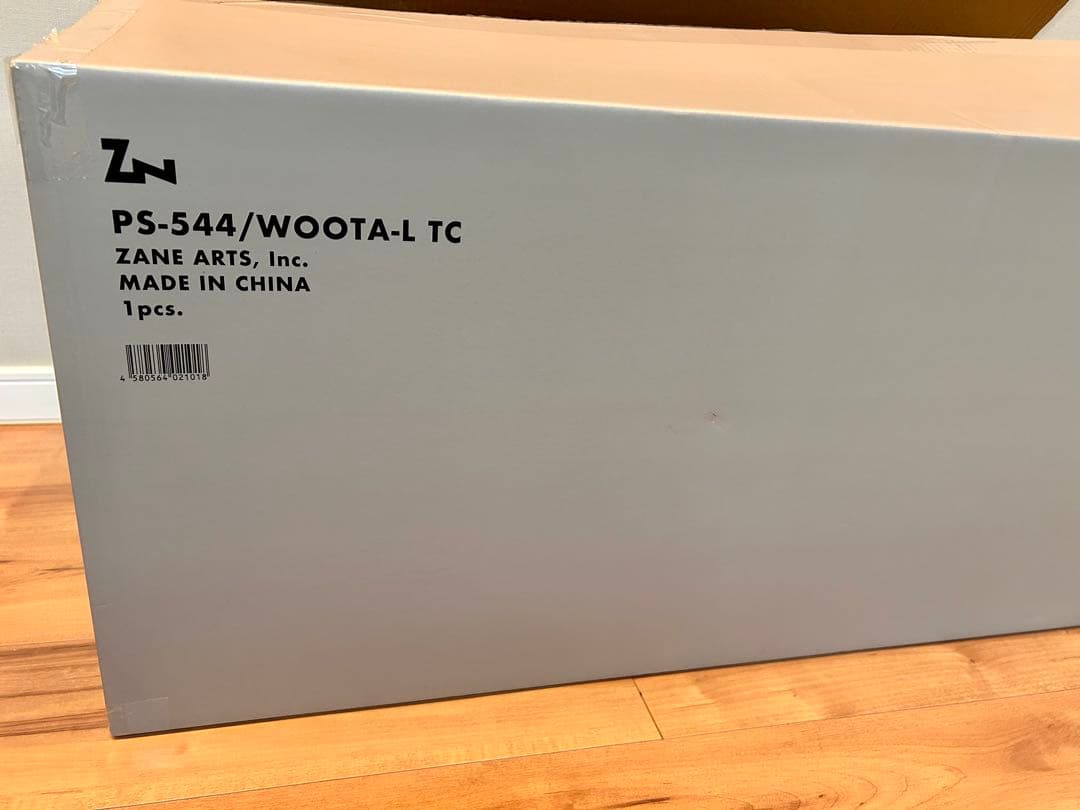 ZN
PS-544/WOOTA-L TC
ZANE ARTS, Inc.
MADE IN CHINA
1pcs.
4 580564 021018